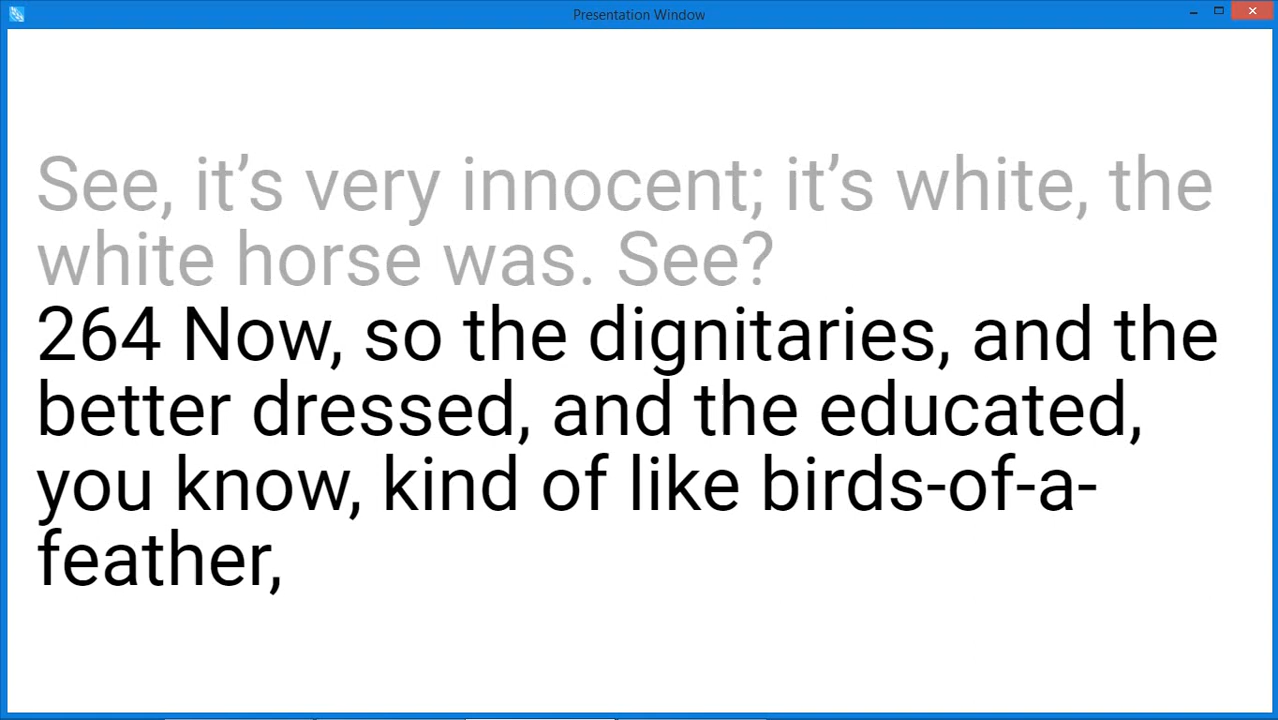 Presentation Window
See, it’s very innocent; it’s white, the
white horse was. See?
264 Now, so the dignitaries, and the
better dressed, and the educated,
you know, kind of like birds-of-a-
feather,